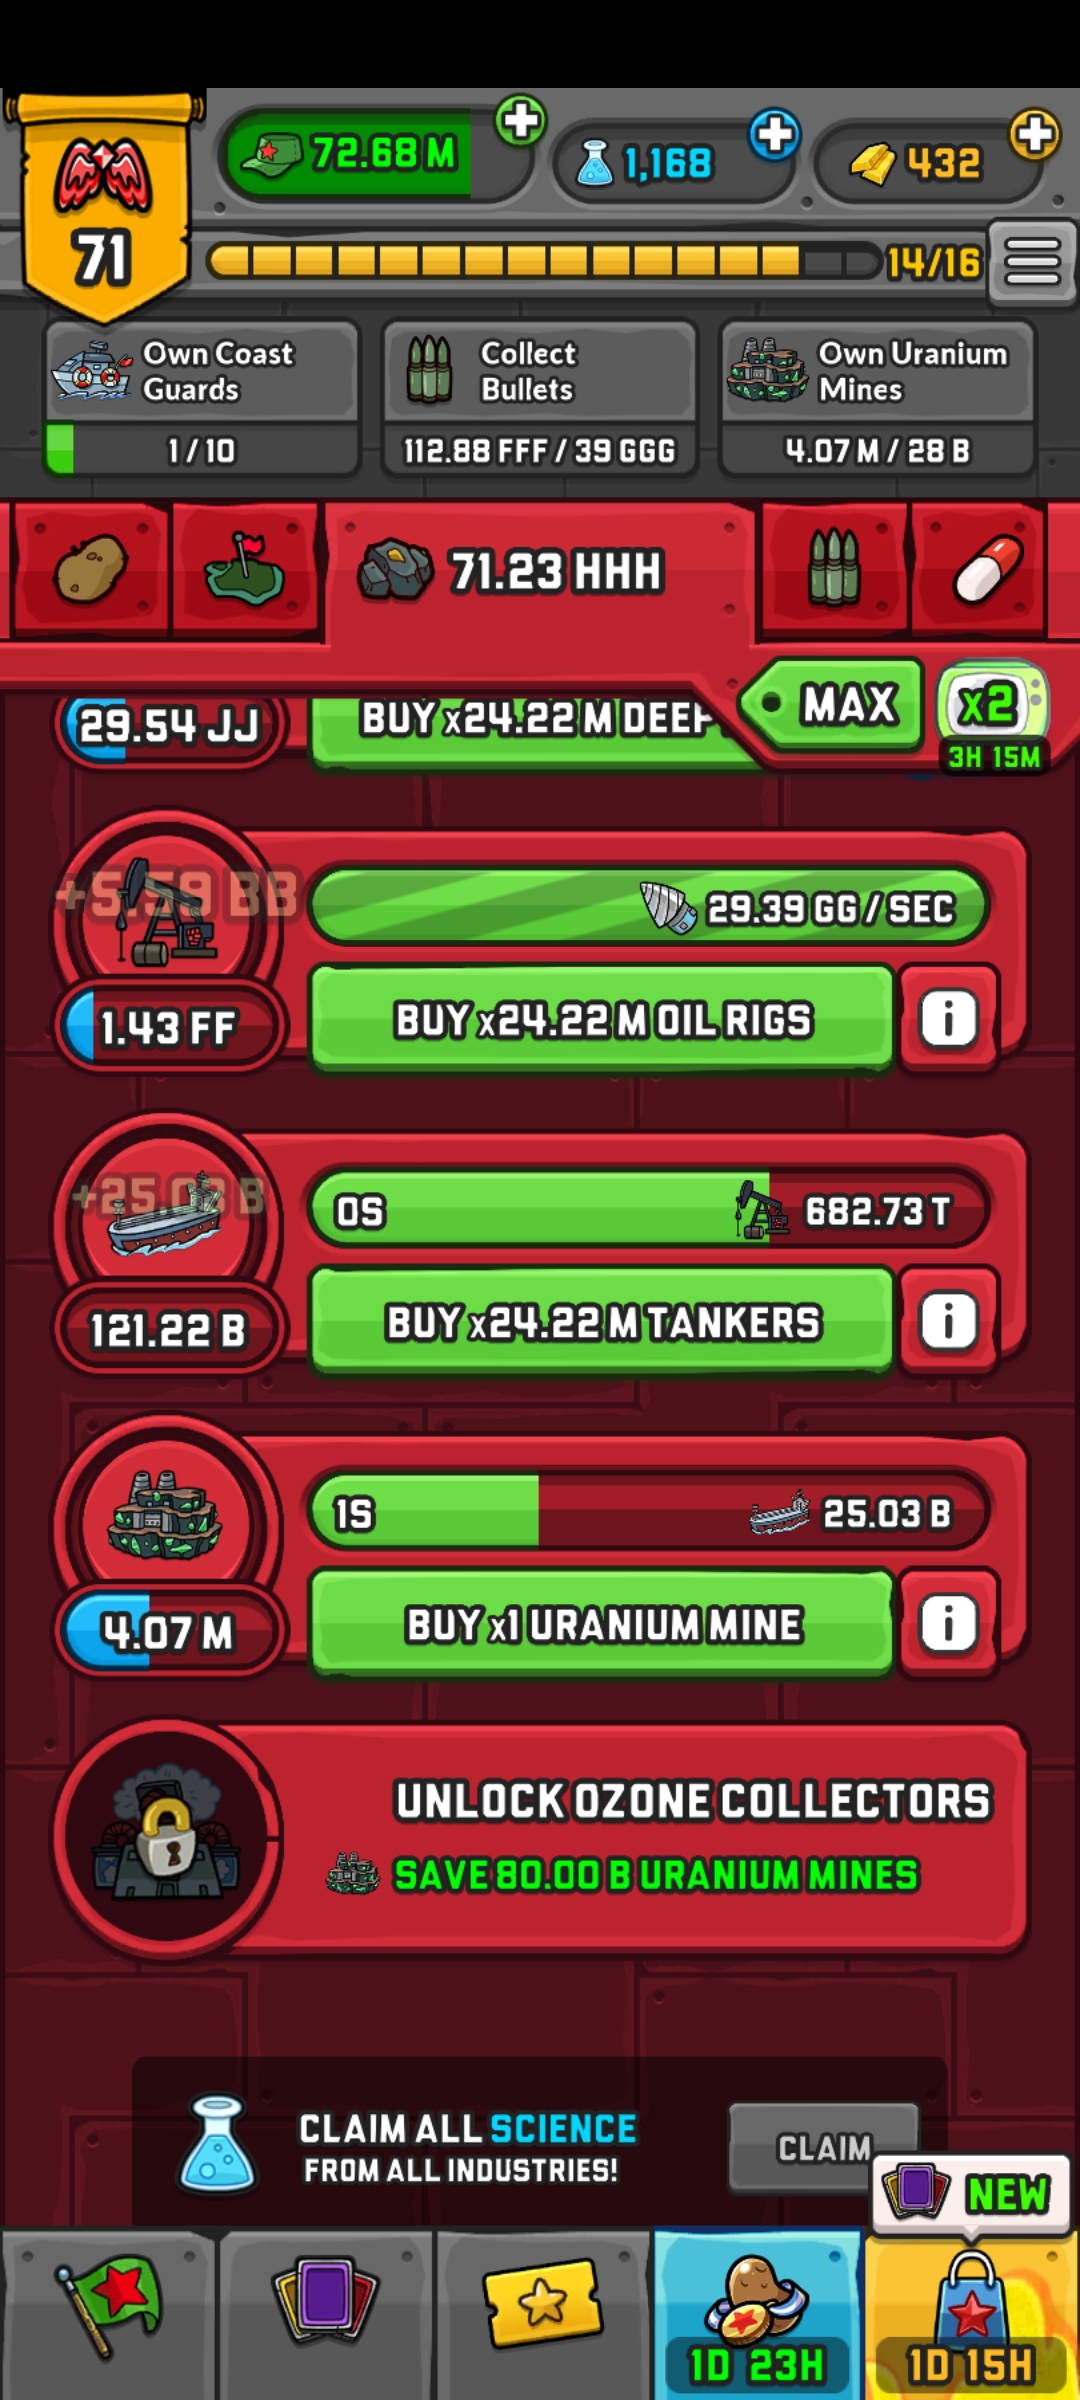 72.68 M
1,168
432
71
14/16
Own Coast
Guards
1 / 10
Collect
Bullets
112.88 FFF / 39 GGG
Own Uranium
Mines
4.07 M / 28 B
71.23 HHH
MAX
x2
3H 15M
29.54 JJ
BUY x24.22 M DEEP
+5.59 BB
29.39 GG / SEC
1.43 FF
BUY x24.22 M OIL RIGS
i
+25.03 B
0S
682.73 T
121.22 B
BUY x24.22 M TANKERS
i
1S
25.03 B
4.07 M
BUY x1 URANIUM MINE
i
UNLOCK OZONE COLLECTORS
SAVE 80.00 B URANIUM MINES
CLAIM ALL SCIENCE
FROM ALL INDUSTRIES!
CLAIM
NEW
1D 23H
1D 15H